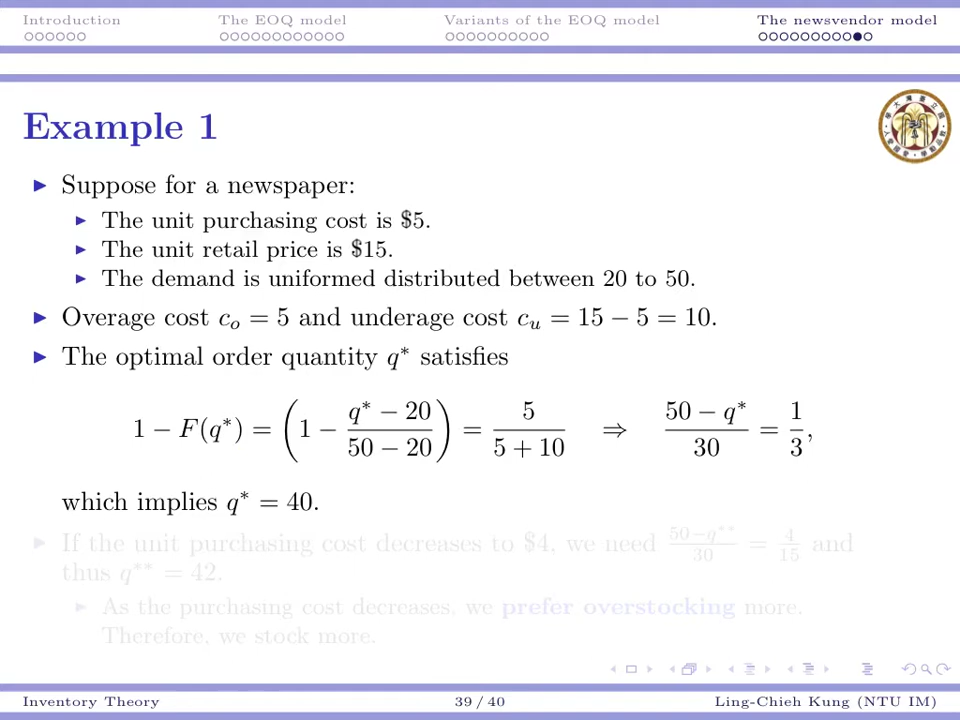 Introduction The EOQ model Variants of the EOQ model The newsvendor model
Example 1
Suppose for a newspaper:
The unit purchasing cost is $5.
The unit retail price is $15.
The demand is uniformed distributed between 20 to 50.
Overage cost c_o = 5 and underage cost c_u = 15 − 5 = 10.
The optimal order quantity q* satisfies
1 − F(q*) = (1 − (q* − 20)/(50 − 20)) = 5/(5 + 10) ⇒ (50 − q*)/30 = 1/3,
which implies q* = 40.
If the unit purchasing cost decreases to $4, we need (50−q**)/30 = 4/15 and
thus q** = 42.
As the purchasing cost decreases, we prefer overstocking more.
Therefore, we stock more.
Inventory Theory 39 / 40 Ling-Chieh Kung (NTU IM)